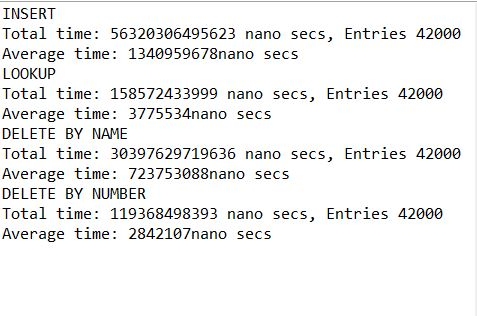 INSERT
Total time: 56320306495623 nano secs, Entries 42000
Average time: 1340959678nano secs
LOOKUP
Total time: 158572433999 nano secs, Entries 42000
Average time: 3775534nano secs
DELETE BY NAME
Total time: 30397629719636 nano secs, Entries 42000
Average time: 723753088nano secs
DELETE BY NUMBER
Total time: 119368498393 nano secs, Entries 42000
Average time: 2842107nano secs